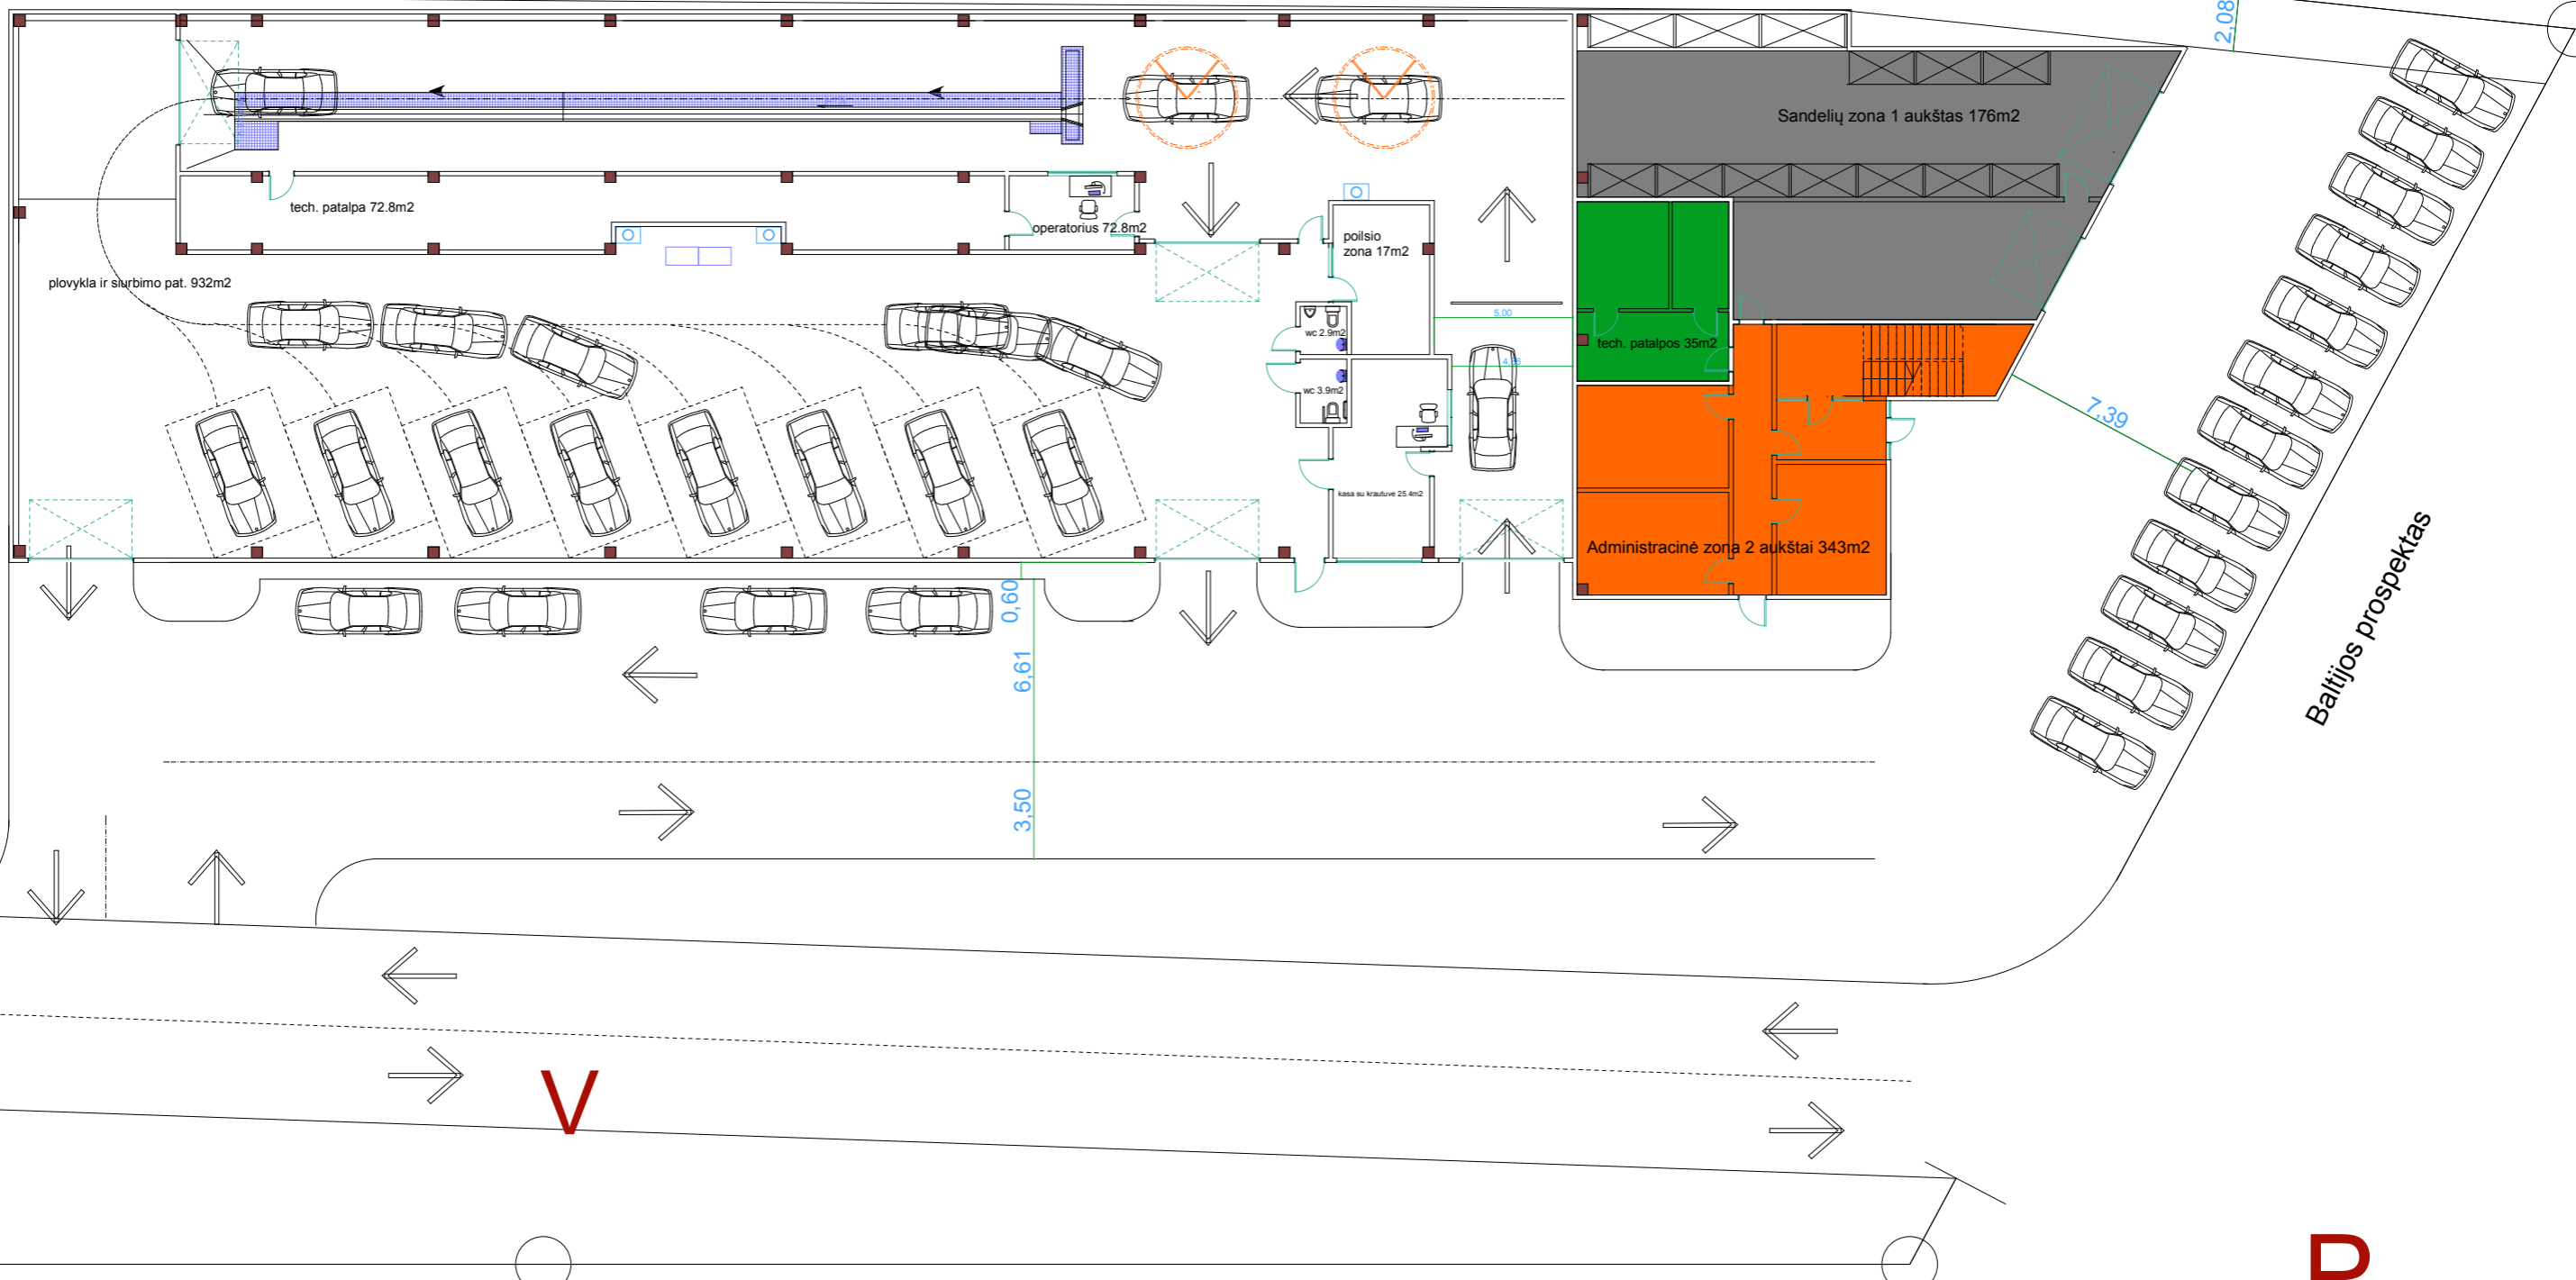 2,08
Sandelių zona 1 aukštas 176m2
tech. patalpa 72.8m2
operatorius 72.8m2
poilsio
zona 17m2
plovykla ir siurbimo pat. 932m2
5,00
wc 2.9m2
tech. patalpos 35m2
wc 3.9m2
7,39
kasa su krautuve 25.4m2
Administracinė zona 2 aukštai 343m2
0,60
6,61
3,50
Baltijos prospektas
V